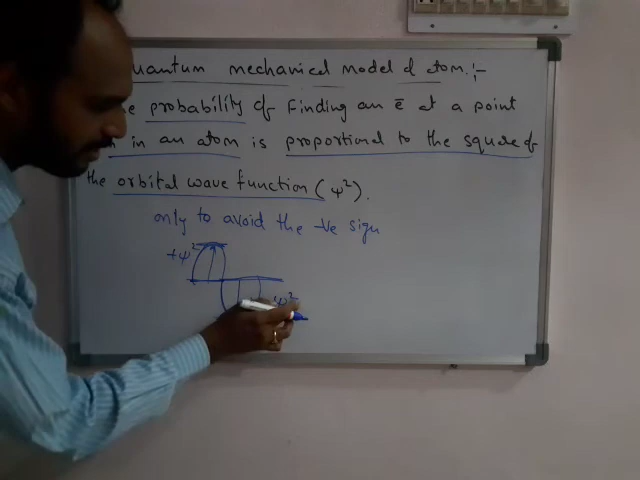 uantum mechanical model of atom:-
e probability of Finding an ē at a point
in an atom is proportional to the square of
the orbital wave function (ψ²).
only to avoid the -ve sign
+ψ²
ψ²